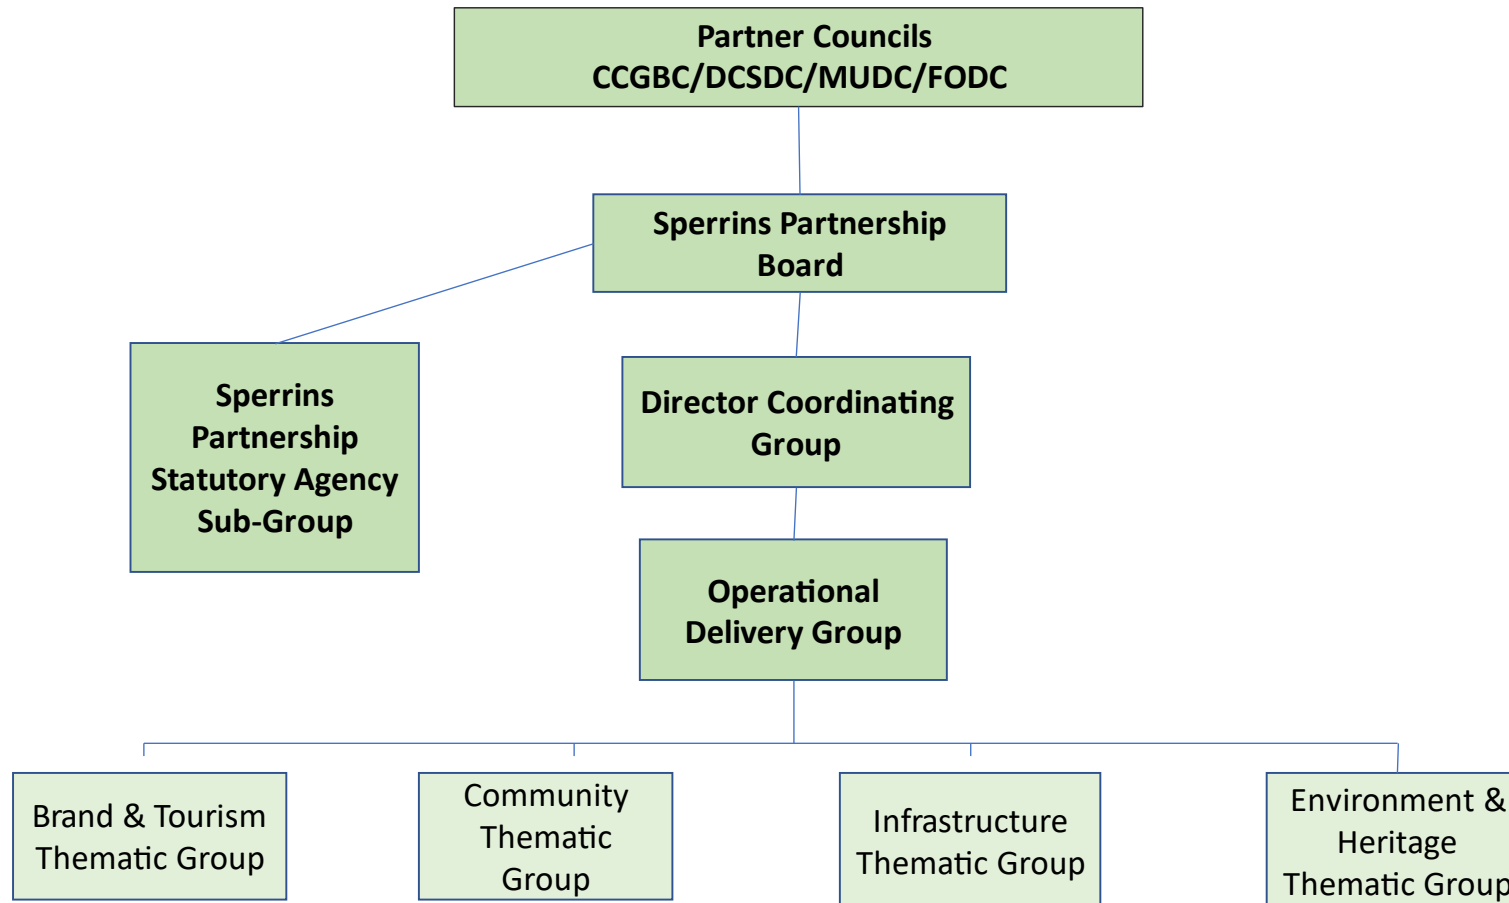 Partner Councils
CCGBC/DCSDC/MUDC/FODC
Sperrins Partnership
Board
Sperrins
Partnership
Statutory Agency
Sub-Group
Director Coordinating
Group
Operational
Delivery Group
Brand & Tourism
Thematic Group
Community
Thematic
Group
Infrastructure
Thematic Group
Environment &
Heritage
Thematic Group